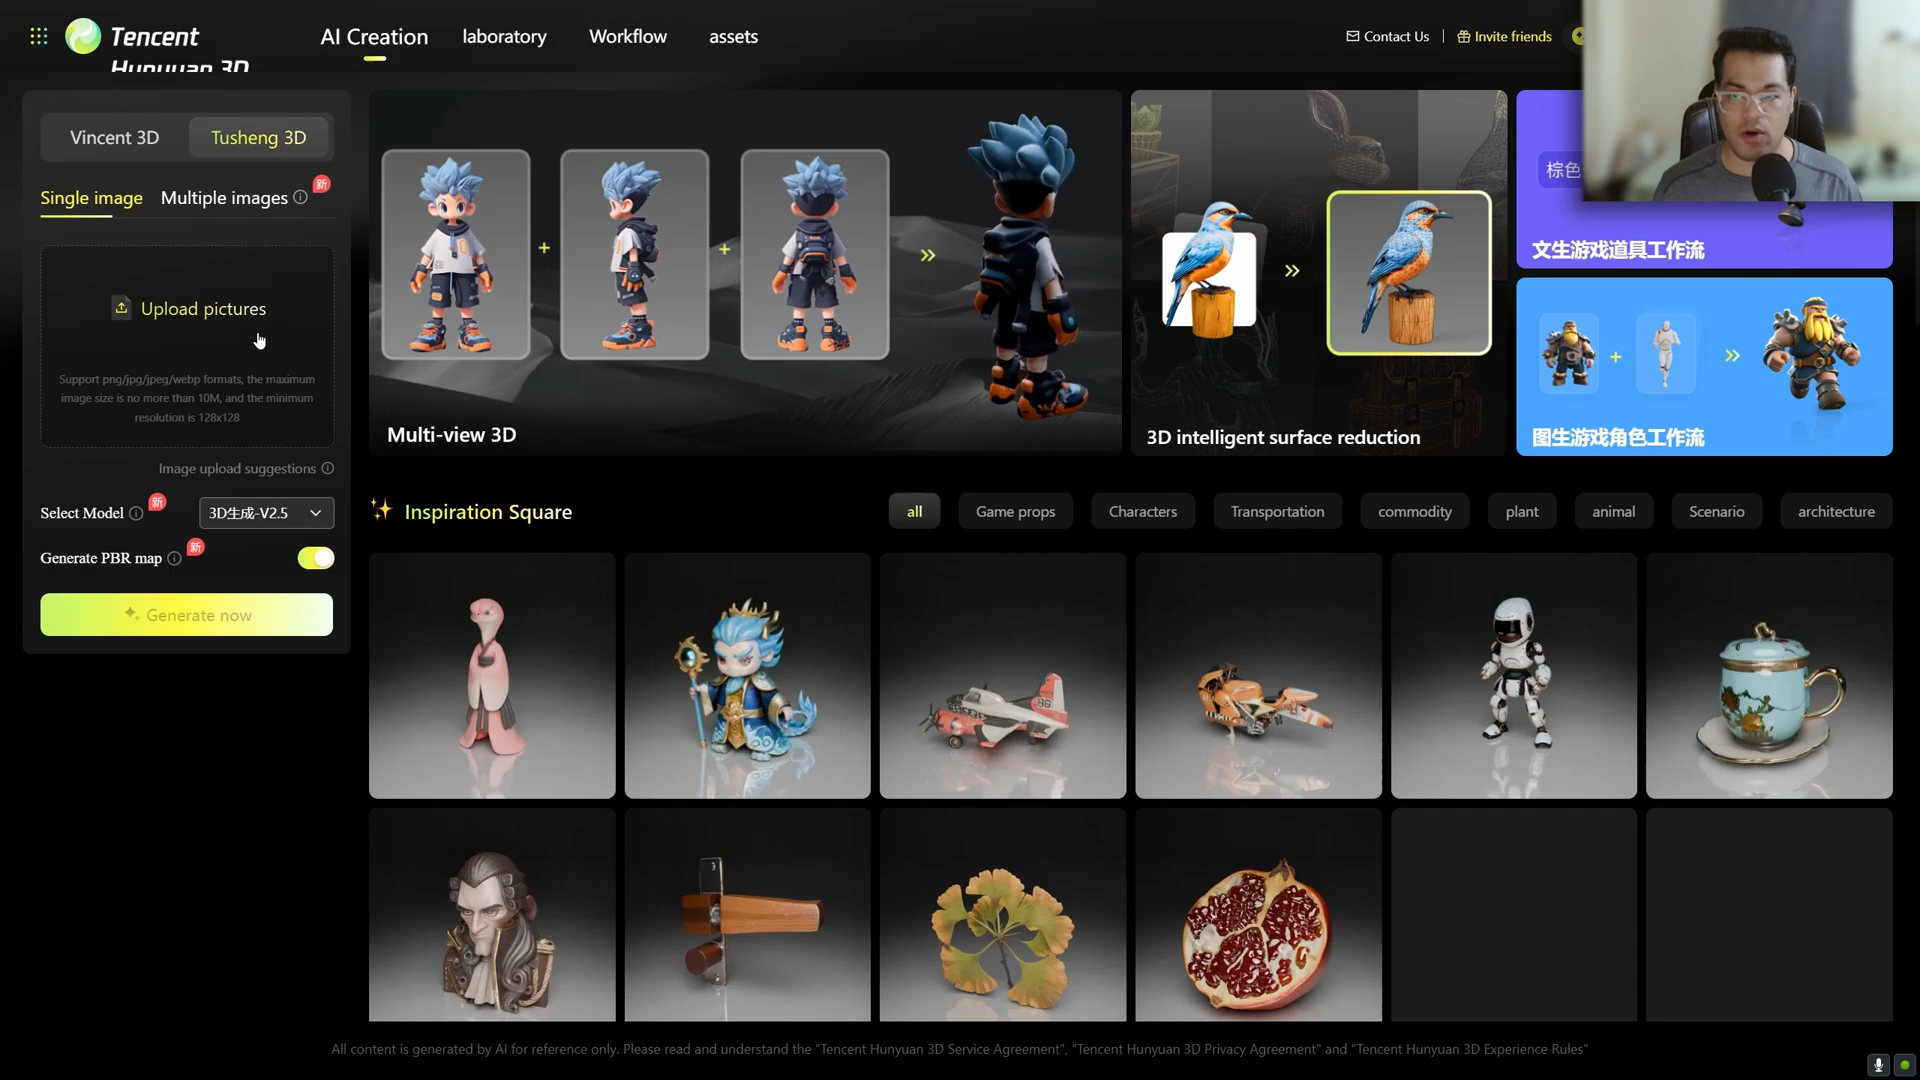 Tencent
Hunyuan 3D
AI Creation
laboratory
Workflow
assets
Contact Us
Invite friends
Vincent 3D
Tusheng 3D
Single image
Multiple images
新
Upload pictures
Support png/jpg/jpeg/webp formats, the maximum
image size is no more than 10M, and the minimum
resolution is 128x128
Image upload suggestions
Select Model
新
3D生成-V2.5
Generate PBR map
新
Generate now
Multi-view 3D
3D intelligent surface reduction
棕色
文生游戏道具工作流
图生游戏角色工作流
Inspiration Square
all
Game props
Characters
Transportation
commodity
plant
animal
Scenario
architecture
All content is generated by AI for reference only. Please read and understand the "Tencent Hunyuan 3D Service Agreement", "Tencent Hunyuan 3D Privacy Agreement" and "Tencent Hunyuan 3D Experience Rules"